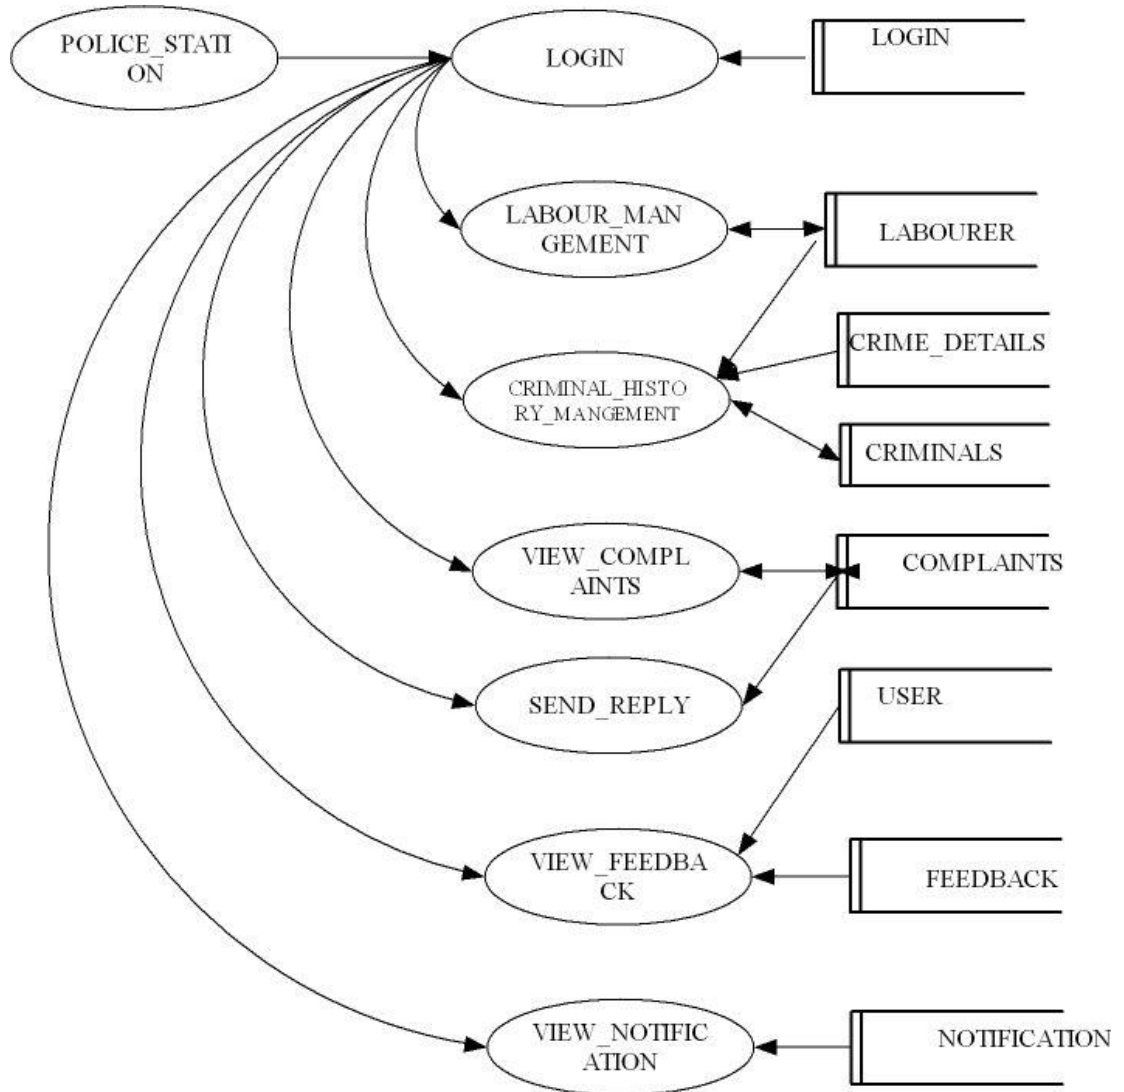 POLICE_STATI
ON
LOGIN
LOGIN
LABOUR_MAN
GEMENT
LABOURER
CRIME_DETAILS
CRIMINAL_HISTO
RY_MANGEMENT
CRIMINALS
VIEW_COMPL
AINTS
COMPLAINTS
SEND_REPLY
USER
VIEW_FEEDBA
CK
FEEDBACK
VIEW_NOTIFIC
ATION
NOTIFICATION